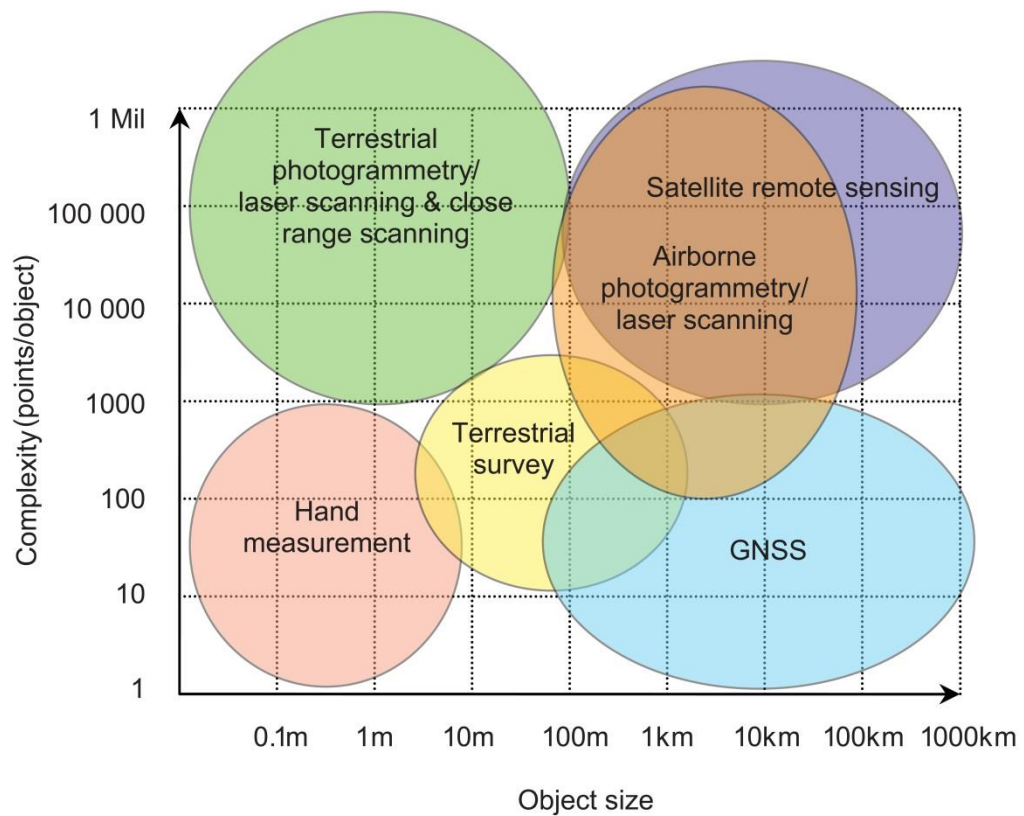 1 Mil
100 000
10 000
1000
100
10
1
Complexity (points/object)
Terrestrial
photogrammetry/
laser scanning & close
range scanning
Satellite remote sensing
Airborne
photogrammetry/
laser scanning
Terrestrial
survey
Hand
measurement
GNSS
0.1m 1m 10m 100m 1km 10km 100km 1000km
Object size